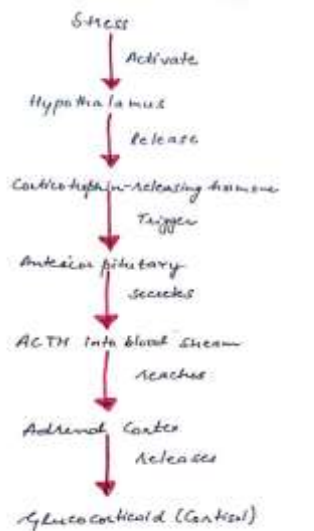 Stress
Activate
Hypothalamus
Release
Corticotrophin-releasing hormone
Trigger
Anterior pitutary
secretes
ACTH into blood stream
reaches
Adrenal Cortex
releases
Glucocorticoid (Cortisol)